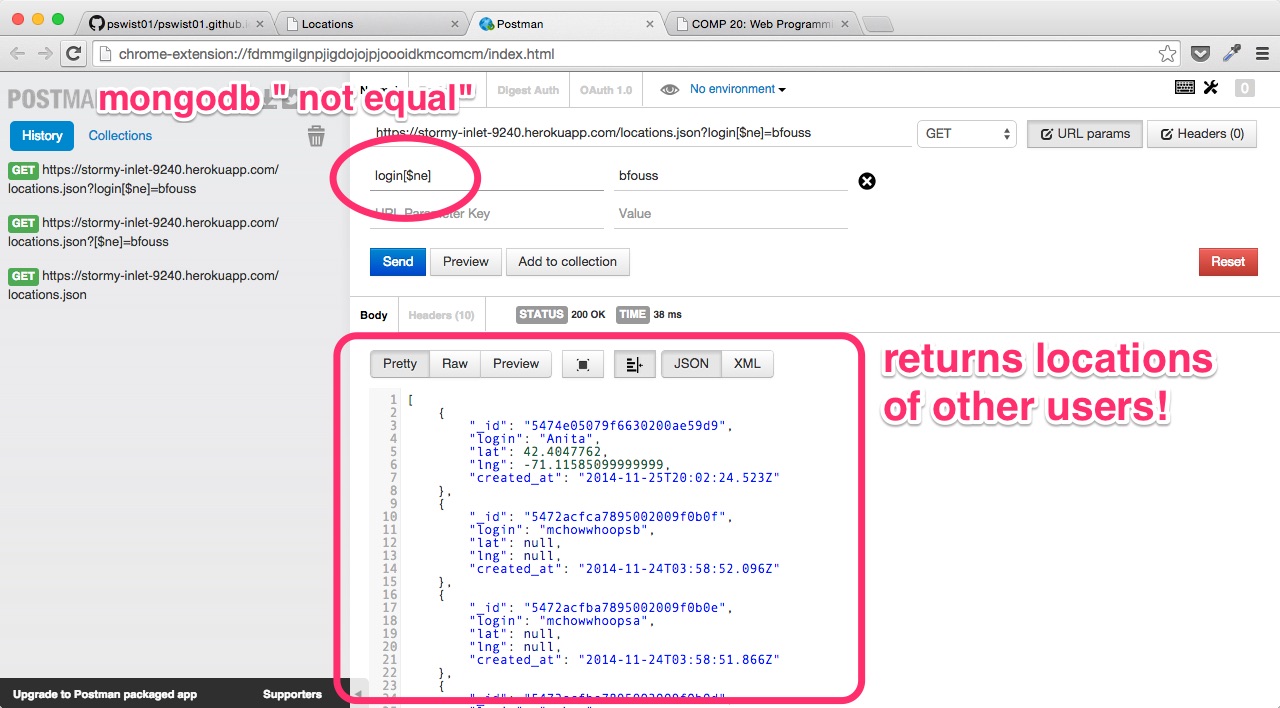 pswist01/pswist01.github.
Locations
Postman
COMP 20: Web Programmi
chrome-extension://fdmmgilgnpjigdojojpjoooidkmcomcm/index.html
mongodb " not equal"
Digest Auth
OAuth 1.0
No environment
0
History
Collections
https://stormy-inlet-9240.herokuapp.com/locations.json?login[$ne]=bfouss
GET
URL params
Headers (0)
GET https://stormy-inlet-9240.herokuapp.com/
locations.json?login[$ne]=bfouss
GET https://stormy-inlet-9240.herokuapp.com/
locations.json?[$ne]=bfouss
GET https://stormy-inlet-9240.herokuapp.com/
locations.json
login[$ne]
bfouss
URL Parameter Key
Value
Send
Preview
Add to collection
Reset
Body
Headers (10)
STATUS 200 OK
TIME 38 ms
Pretty
Raw
Preview
JSON
XML
returns locations
of other users!
1 [
2 {
3 "_id": "5474e05079f6630200ae59d9",
4 "login": "Anita",
5 "lat": 42.4047762,
6 "lng": -71.11585099999999,
7 "created_at": "2014-11-25T20:02:24.523Z"
8 },
9 {
10 "_id": "5472acfca7895002009f0b0f",
11 "login": "mchowwhoopsb",
12 "lat": null,
13 "lng": null,
14 "created_at": "2014-11-24T03:58:52.096Z"
15 },
16 {
17 "_id": "5472acfba7895002009f0b0e",
18 "login": "mchowwhoopsa",
19 "lat": null,
20 "lng": null,
21 "created_at": "2014-11-24T03:58:51.866Z"
22 },
23 {
Upgrade to Postman packaged app
Supporters